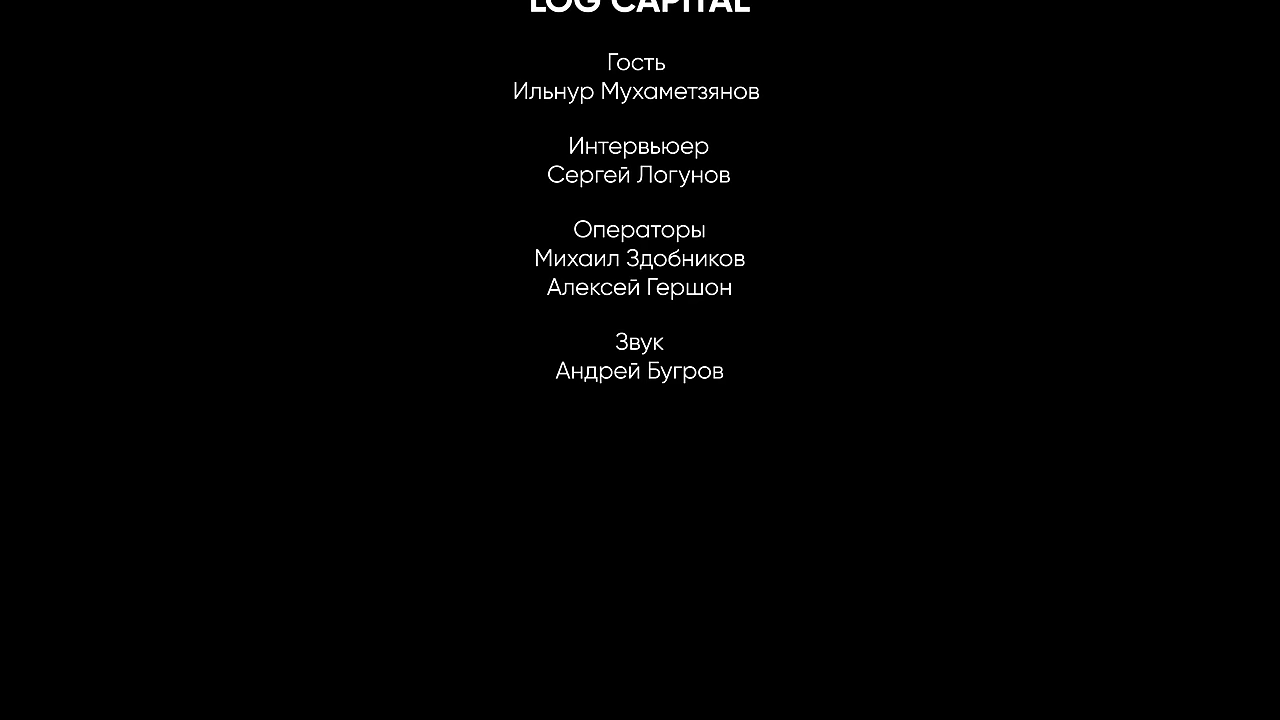 LOG CAPITAL
Гость
Ильнур Мухаметзянов
Интервьюер
Сергей Логунов
Операторы
Михаил Здобников
Алексей Гершон
Звук
Андрей Бугров